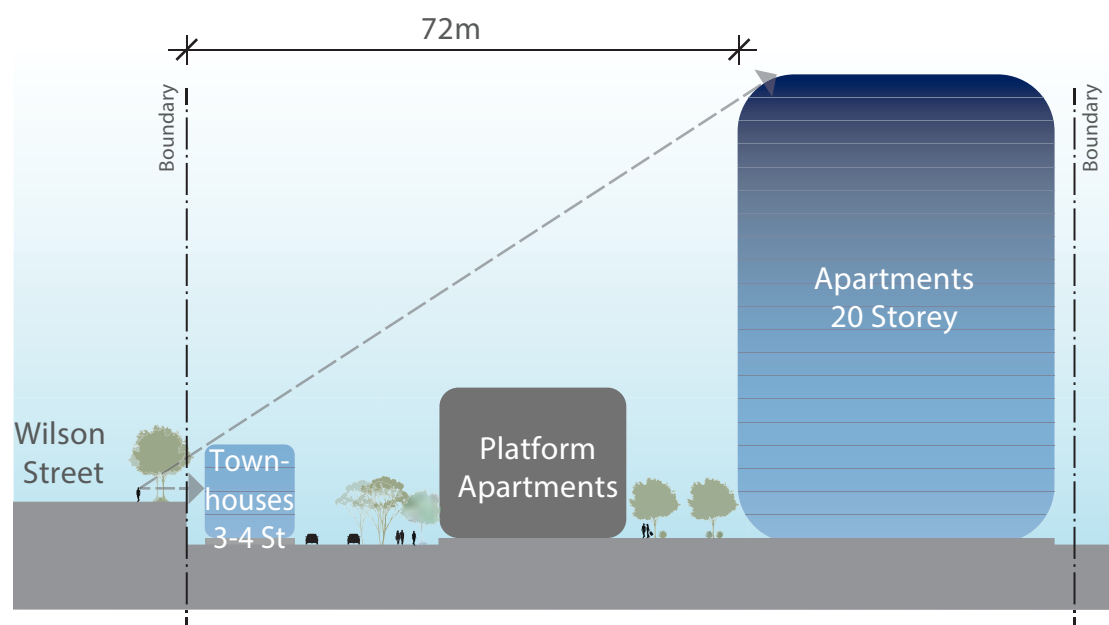 72m
Boundary
Boundary
Apartments
20 Storey
Wilson
Street
Town-
houses
3-4 St
Platform
Apartments